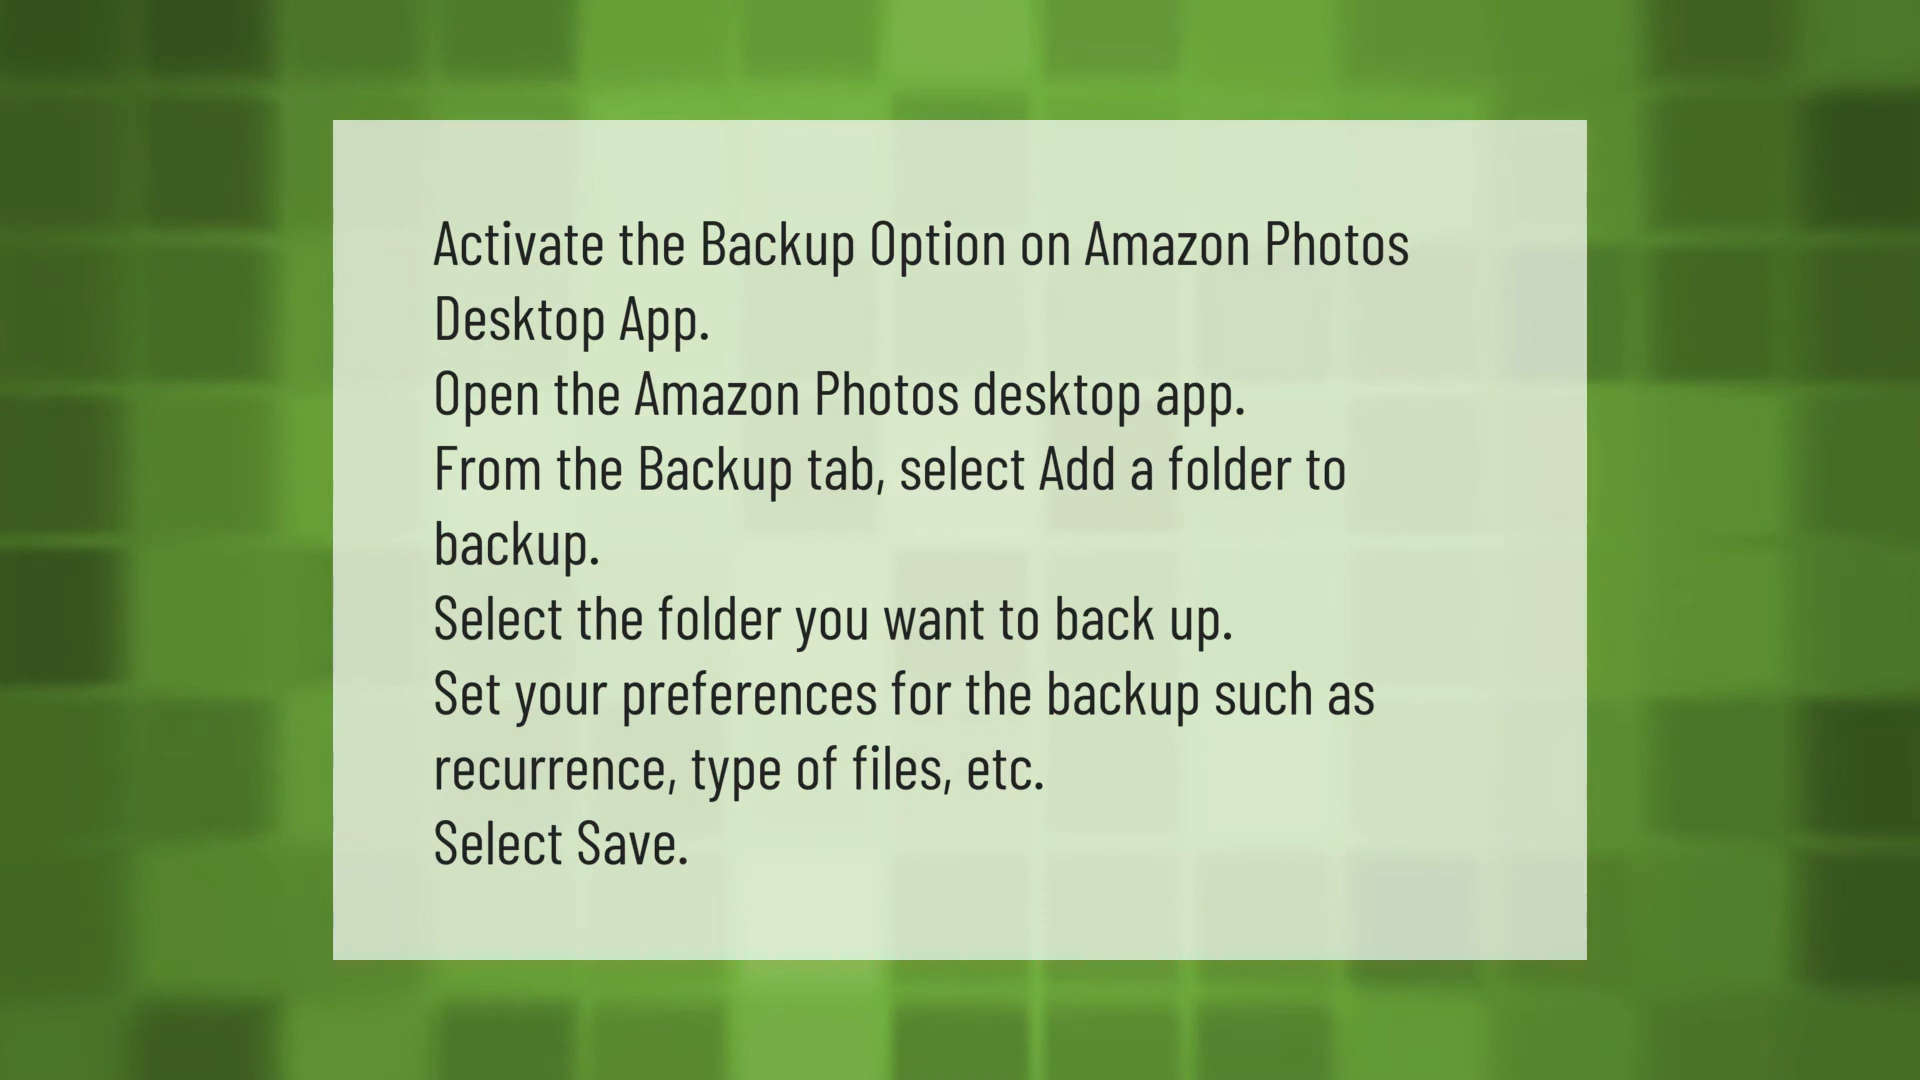 Activate the Backup Option on Amazon Photos
Desktop App.
Open the Amazon Photos desktop app.
From the Backup tab, select Add a folder to
backup.
Select the folder you want to back up.
Set your preferences for the backup such as
recurrence, type of files, etc.
Select Save.